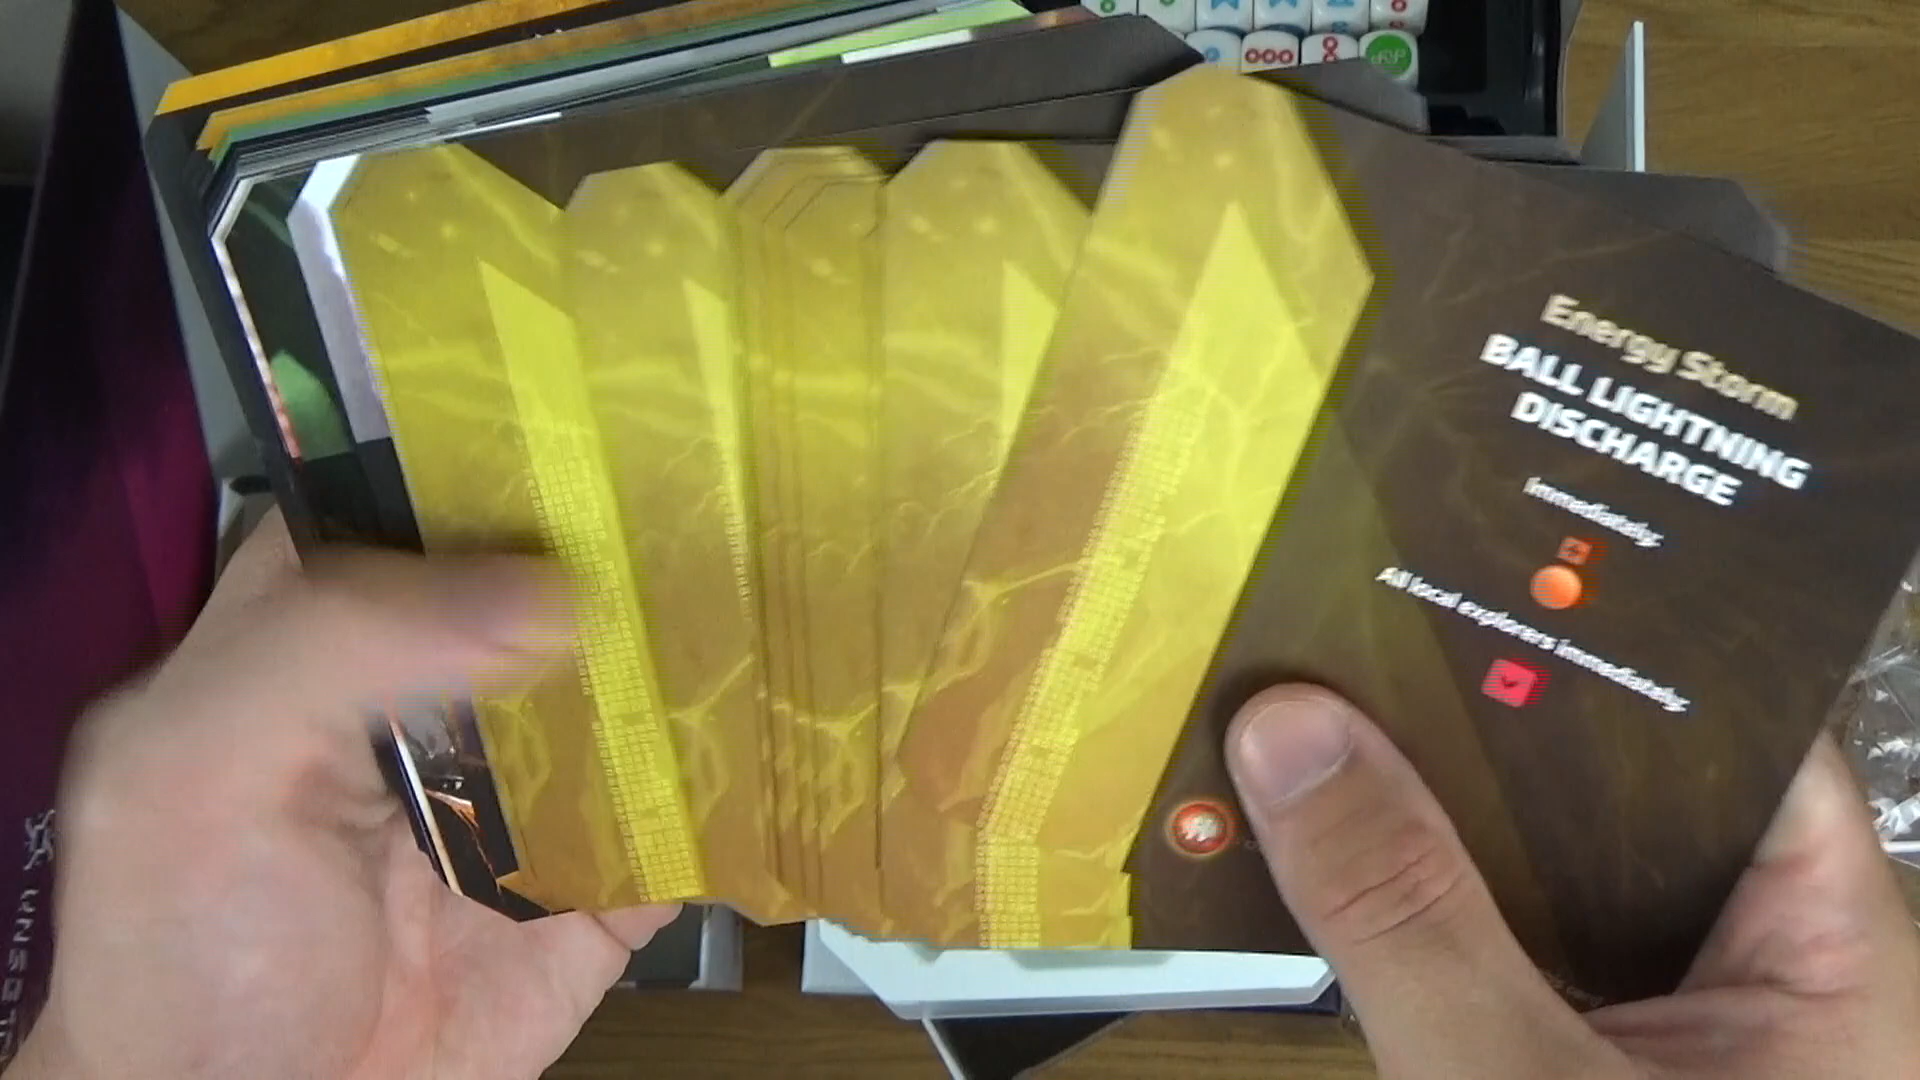 Energy Storm
BALL LIGHTNING
DISCHARGE
Immediately,
All local explorers immediately,